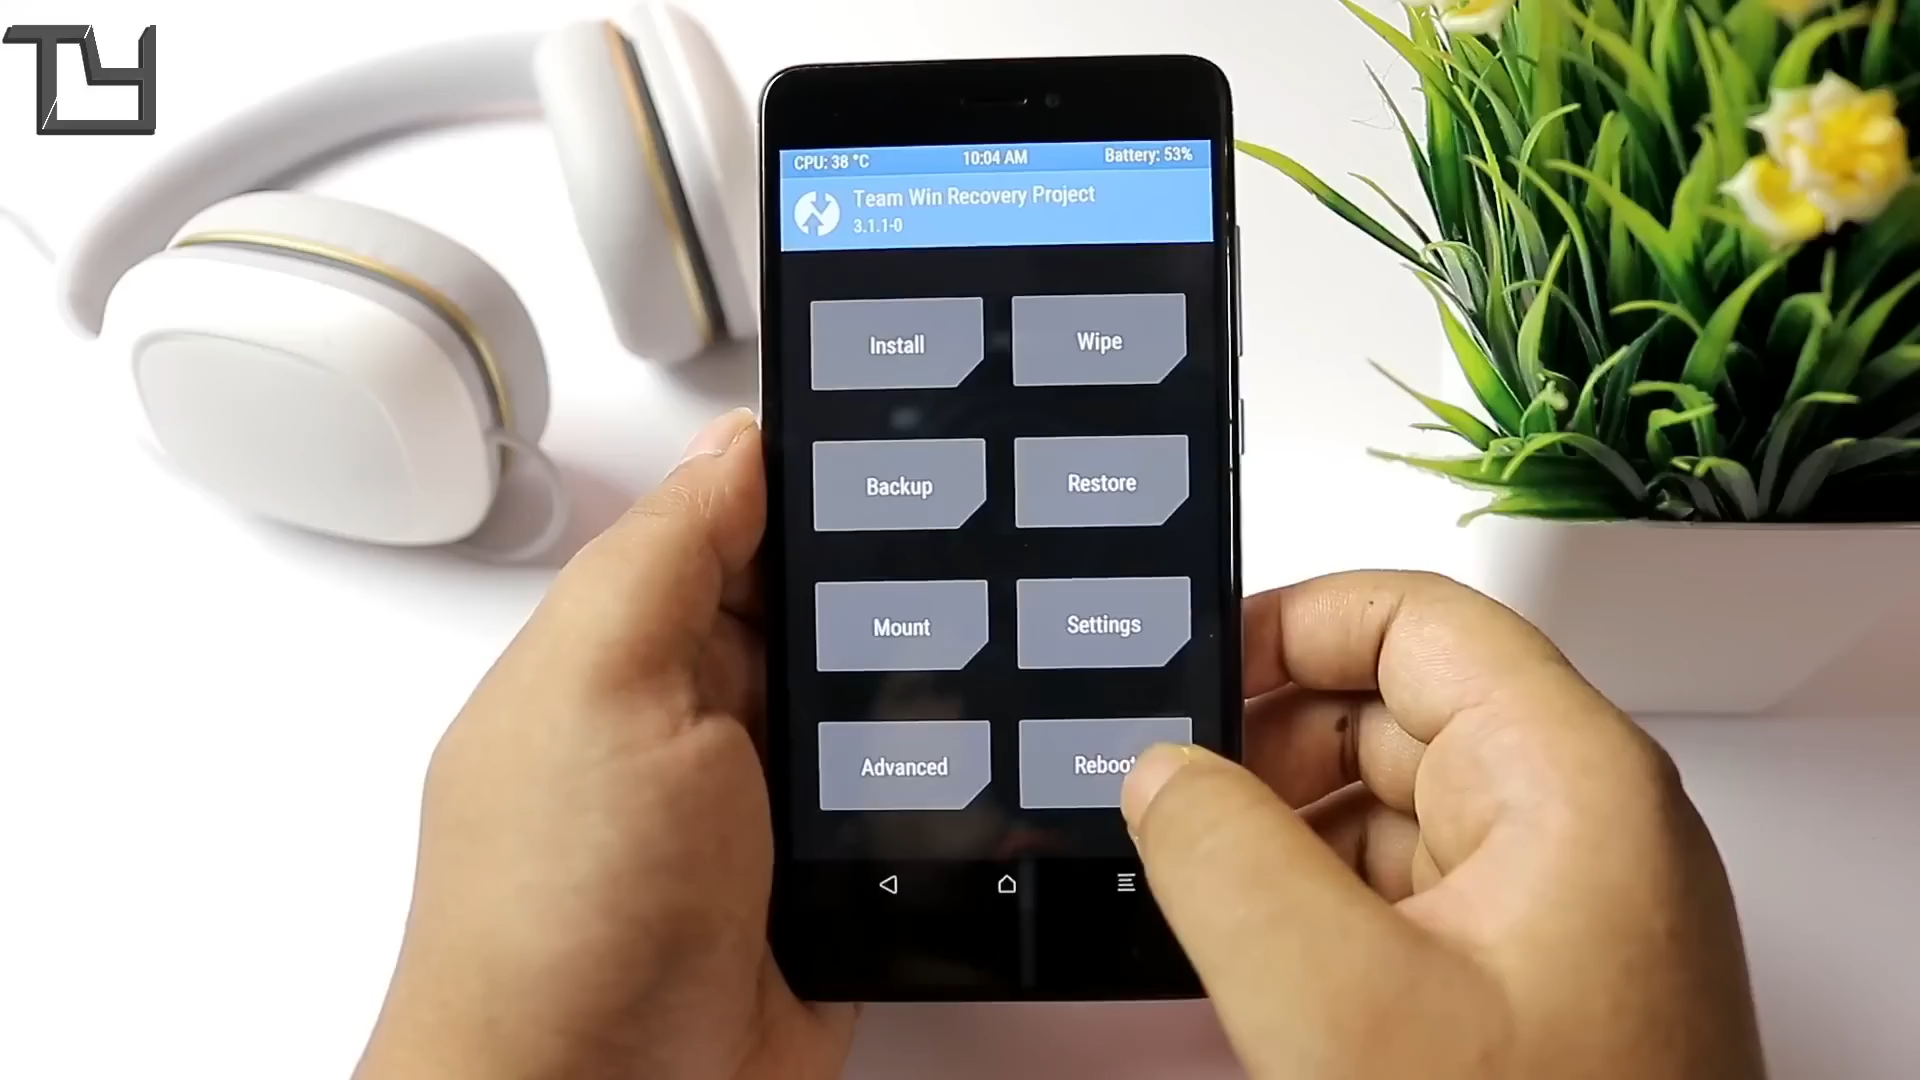 TY
CPU: 38 °C 10:04 AM Battery: 53%
Team Win Recovery Project
3.1.1-0
Install Wipe
Backup Restore
Mount Settings
Advanced Reboot